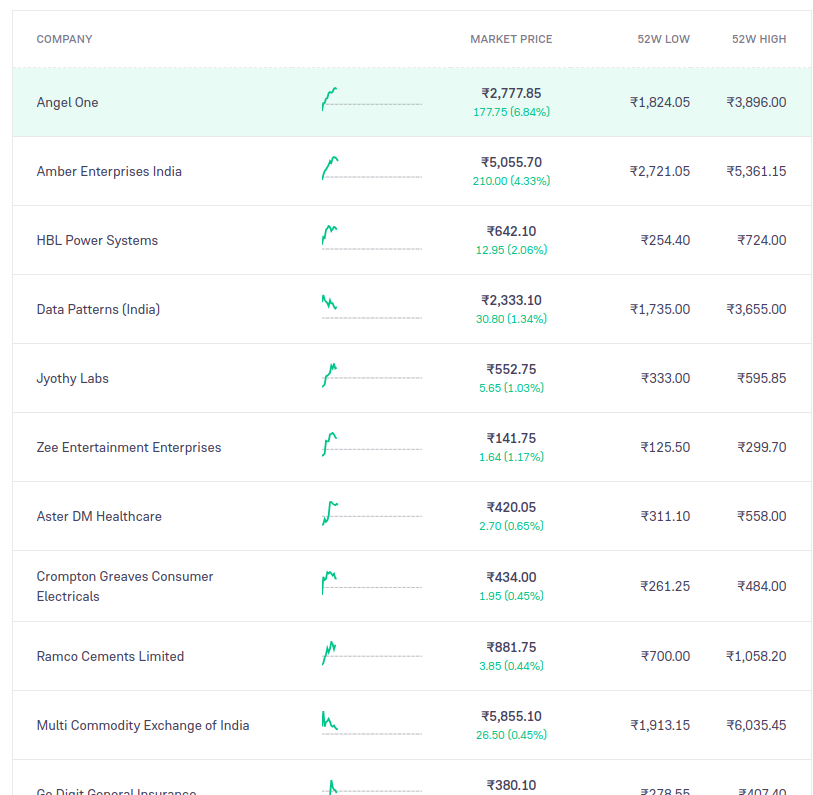 COMPANY MARKET PRICE 52W LOW 52W HIGH
₹2,777.85
Angel One ₹1,824.05 ₹3,896.00
177.75 (6.84%)
₹5,055.70
Amber Enterprises India ₹2,721.05 ₹5,361.15
210.00 (4.33%)
₹642.10
HBL Power Systems ₹254.40 ₹724.00
12.95 (2.06%)
₹2,333.10
Data Patterns (India) ₹1,735.00 ₹3,655.00
30.80 (1.34%)
₹552.75
Jyothy Labs ₹333.00 ₹595.85
5.65 (1.03%)
₹141.75
Zee Entertainment Enterprises ₹125.50 ₹299.70
1.64 (1.17%)
₹420.05
Aster DM Healthcare ₹311.10 ₹558.00
2.70 (0.65%)
Crompton Greaves Consumer ₹434.00
Electricals ₹261.25 ₹484.00
1.95 (0.45%)
₹881.75
Ramco Cements Limited ₹700.00 ₹1,058.20
3.85 (0.44%)
₹5,855.10
Multi Commodity Exchange of India ₹1,913.15 ₹6,035.45
26.50 (0.45%)
₹380.10
Go Digit General Insurance ₹278.55 ₹407.40